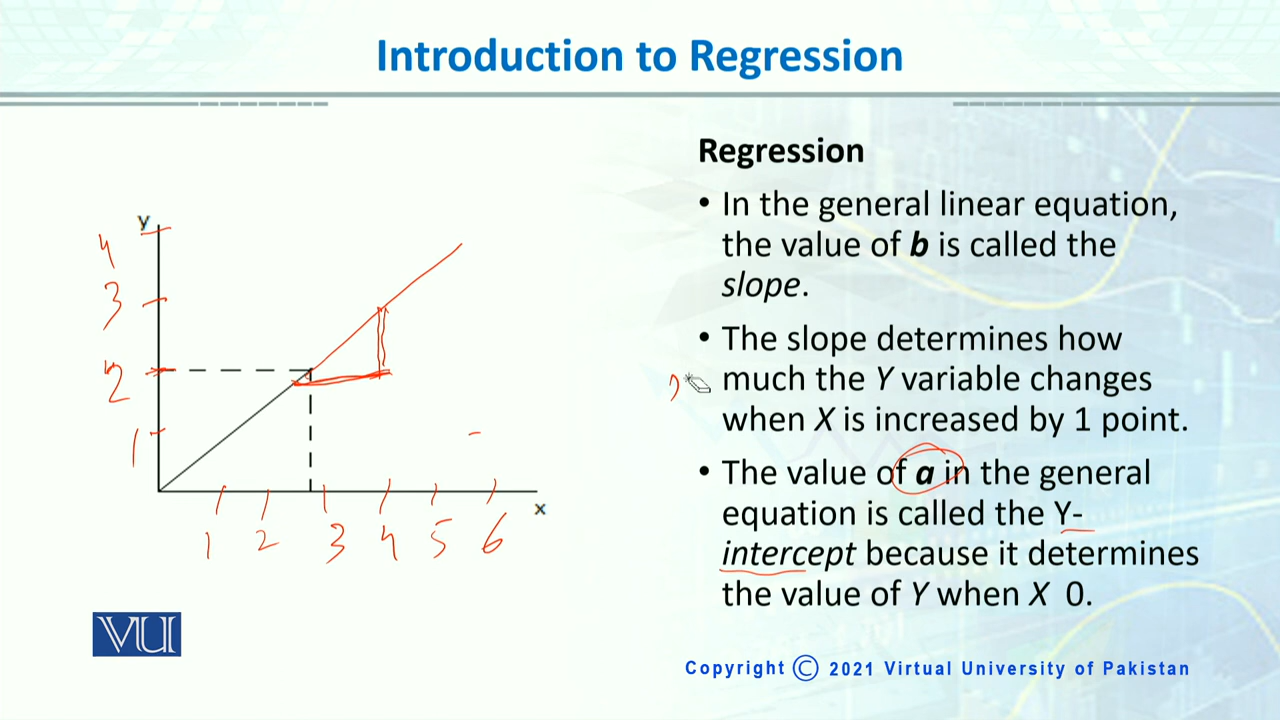 Introduction to Regression
Regression
• In the general linear equation,
the value of b is called the
slope.
• The slope determines how
much the Y variable changes
when X is increased by 1 point.
• The value of a in the general
equation is called the Y-
intercept because it determines
the value of Y when X 0.
y
4
3
2
1
x
1 2 3 4 5 6
VU
Copyright © 2021 Virtual University of Pakistan